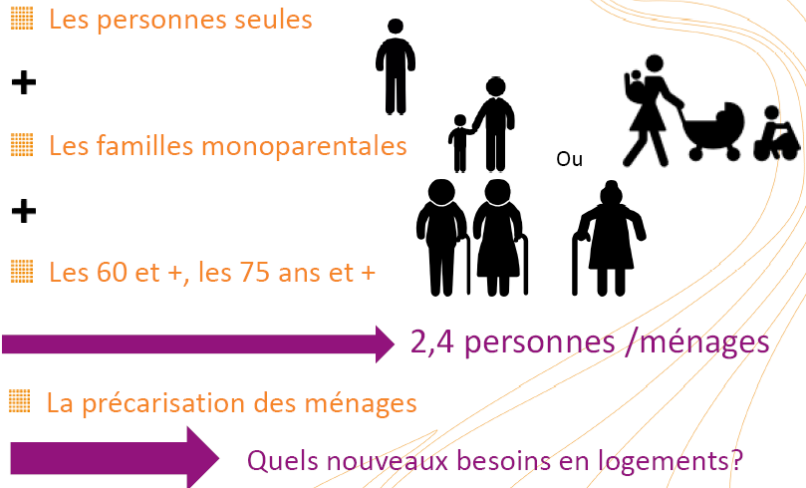 Les personnes seules
+
Les familles monoparentales
Ou
+
Les 60 et +, les 75 ans et +
2,4 personnes /ménages
La précarisation des ménages
Quels nouveaux besoins en logements?